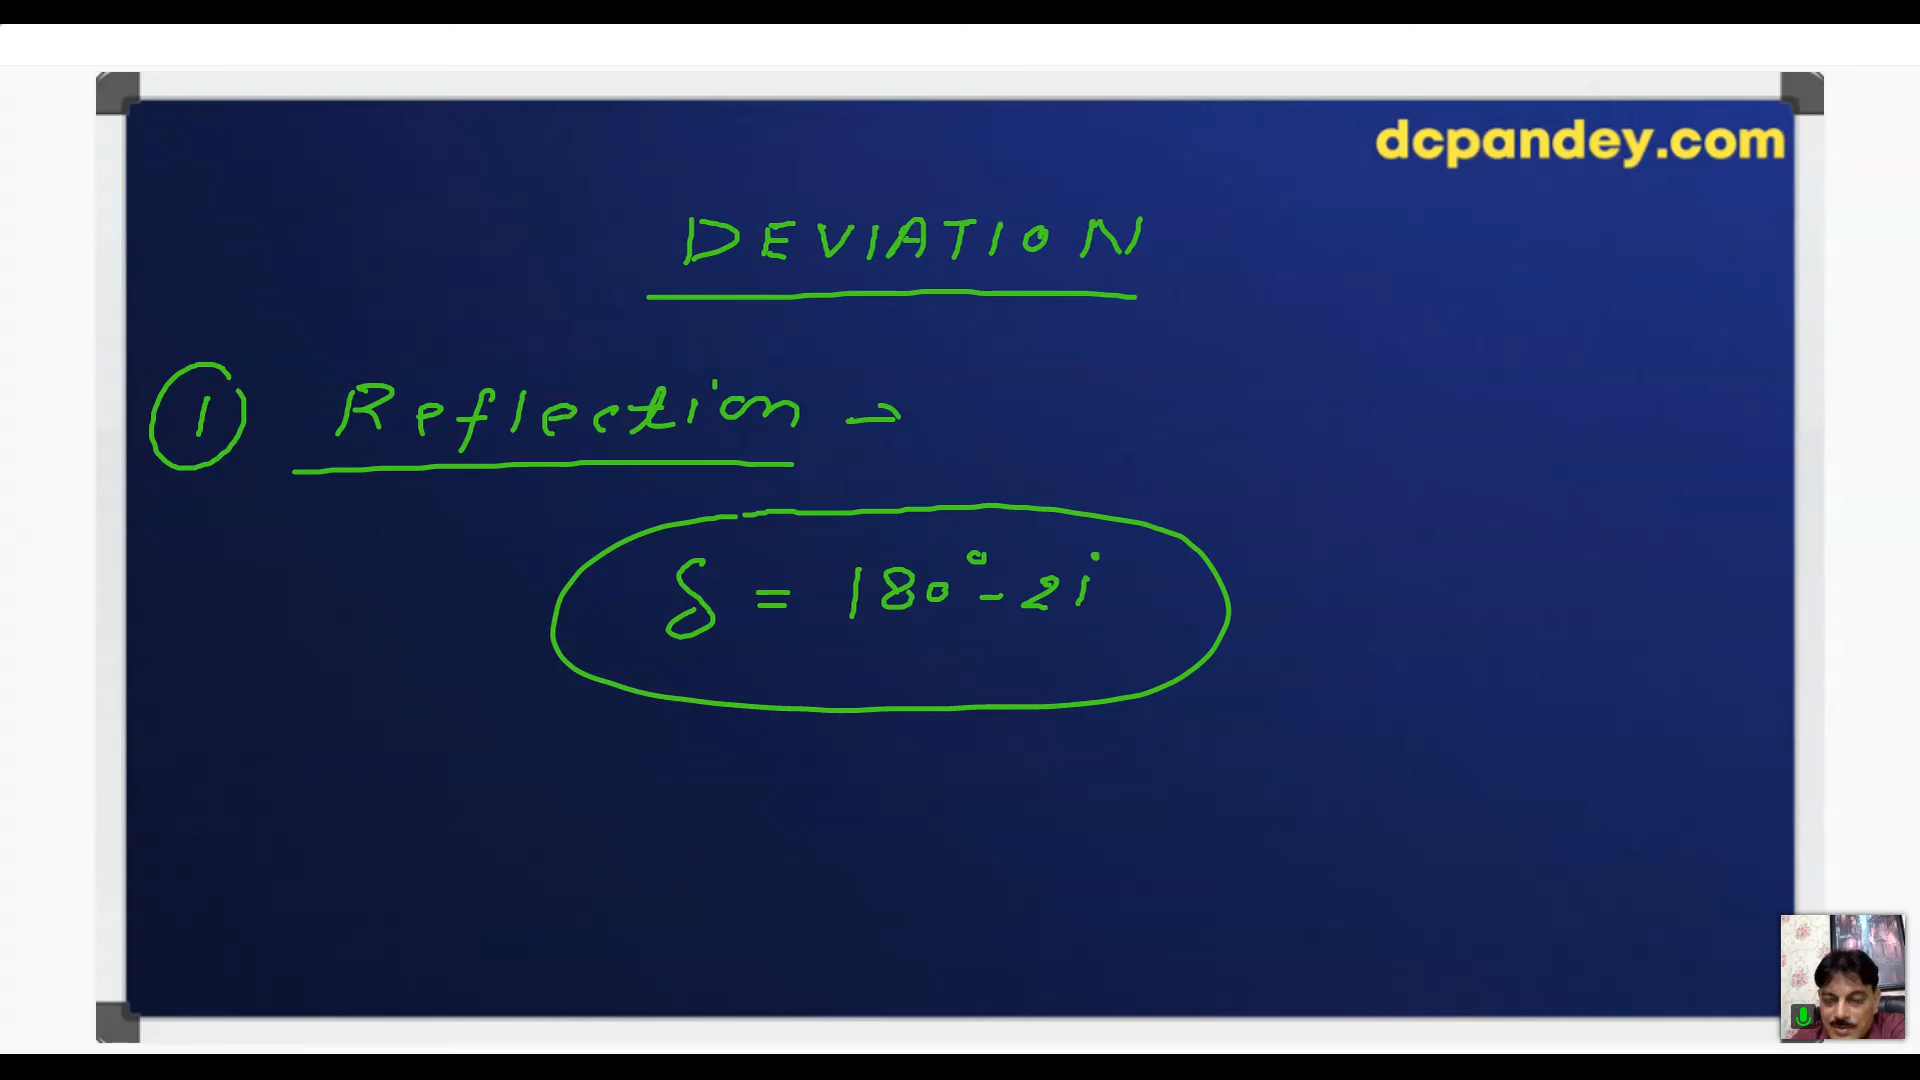 dcpandey.com
DEVIATION
1 Reflection →
δ = 180° - 2i